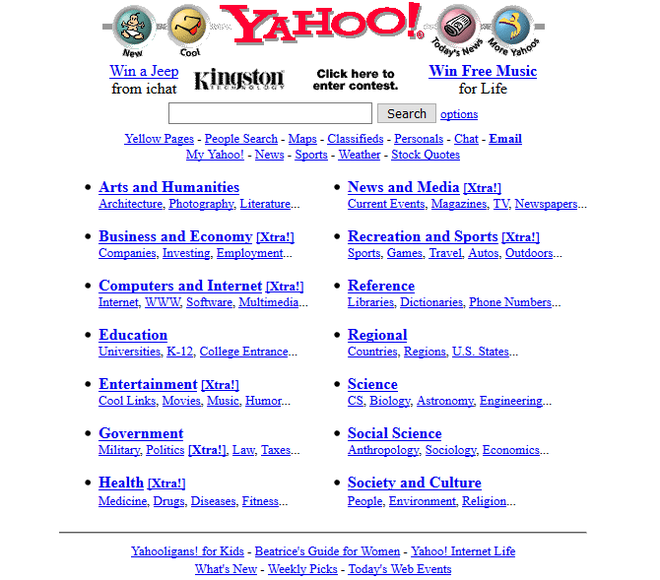 YAHOO!
New
Cool
Today's News
More Yahoos
Win a Jeep
from ichat
Kingston
TECHNOLOGY
Click here to
enter contest.
Win Free Music
for Life
Search options
Yellow Pages - People Search - Maps - Classifieds - Personals - Chat - Email
My Yahoo! - News - Sports - Weather - Stock Quotes
• Arts and Humanities
Architecture, Photography, Literature...
• Business and Economy [Xtra!]
Companies, Investing, Employment...
• Computers and Internet [Xtra!]
Internet, WWW, Software, Multimedia...
• Education
Universities, K-12, College Entrance...
• Entertainment [Xtra!]
Cool Links, Movies, Music, Humor...
• Government
Military, Politics [Xtra!], Law, Taxes...
• Health [Xtra!]
Medicine, Drugs, Diseases, Fitness...
• News and Media [Xtra!]
Current Events, Magazines, TV, Newspapers...
• Recreation and Sports [Xtra!]
Sports, Games, Travel, Autos, Outdoors...
• Reference
Libraries, Dictionaries, Phone Numbers...
• Regional
Countries, Regions, U.S. States...
• Science
CS, Biology, Astronomy, Engineering...
• Social Science
Anthropology, Sociology, Economics...
• Society and Culture
People, Environment, Religion...
Yahooligans! for Kids - Beatrice's Guide for Women - Yahoo! Internet Life
What's New - Weekly Picks - Today's Web Events